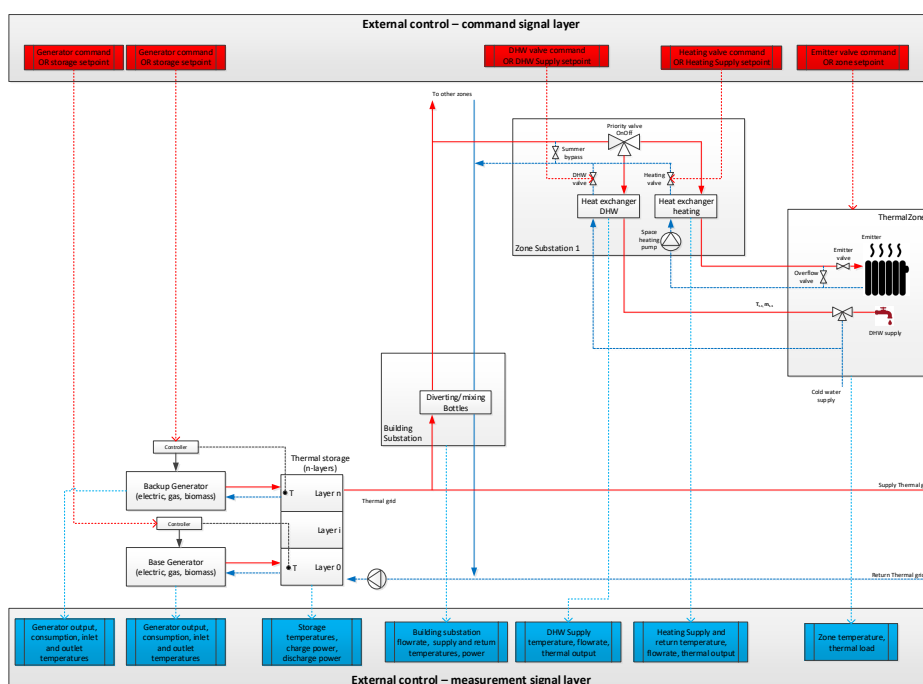 External control – command signal layer
Generator command
OR storage setpoint
Generator command
OR storage setpoint
DHW valve command
OR DHW Supply setpoint
Heating valve command
OR Heating Supply setpoint
Emitter valve command
OR zone setpoint
To other zones
Priority valve
OnOff
Summer
bypass
DHW
valve
Heating
valve
Heat exchanger
DHW
Heat exchanger
heating
Space
heating
pump
Zone Substation 1
ThermalZone
Emitter
Emitter
valve
Overflow
valve
DHW supply
Cold water
supply
Diverting/mixing
Bottles
Building
Substation
Controller
Thermal storage
(n-layers)
Backup Generator
(electric, gas, biomass)
T
Layer n
Thermal grid
Supply Thermal g
Controller
Layer i
Base Generator
(electric, gas, biomass)
T
Layer 0
Return Thermal grid
Generator output,
consumption, inlet
and outlet
temperatures
Generator output,
consumption, inlet
and outlet
temperatures
Storage
temperatures,
charge power,
discharge power
Building substation
flowrate, supply and return
temperatures, power
DHW Supply
temperature, flowrate,
thermal output
Heating Supply and
return temperature,
flowrate, thermal output
Zone temperature,
thermal load
External control – measurement signal layer